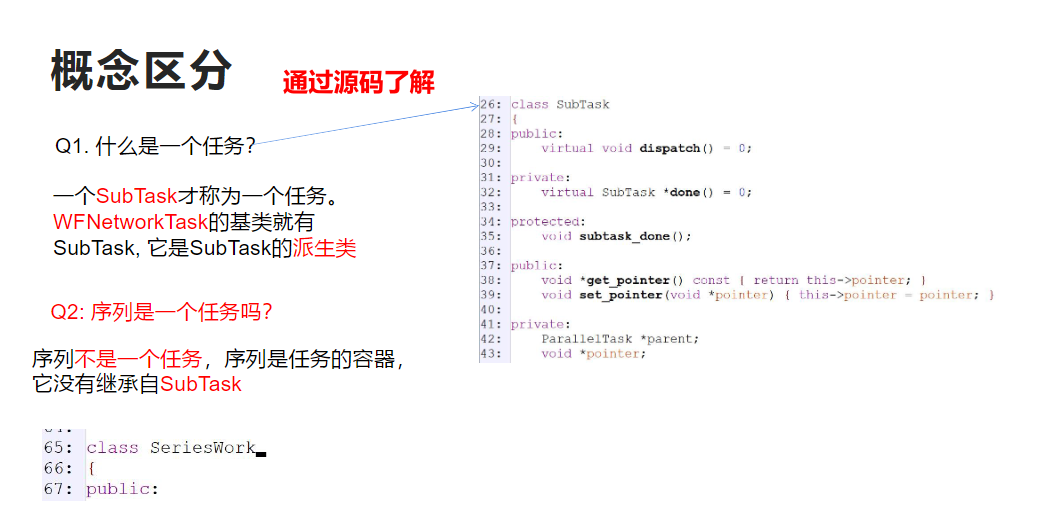 概念区分
通过源码了解
Q1. 什么是一个任务?
一个SubTask才称为一个任务。
WFNetworkTask的基类就有
SubTask, 它是SubTask的派生类
Q2: 序列是一个任务吗?
序列不是一个任务，序列是任务的容器，
它没有继承自SubTask
65: class SeriesWork
66: {
67: public:
26: class SubTask
27: {
28: public:
29:     virtual void dispatch() = 0;
30:
31: private:
32:     virtual SubTask *done() = 0;
33:
34: protected:
35:     void subtask_done();
36:
37: public:
38:     void *get_pointer() const { return this->pointer; }
39:     void set_pointer(void *pointer) { this->pointer = pointer; }
40:
41: private:
42:     ParallelTask *parent;
43:     void *pointer;